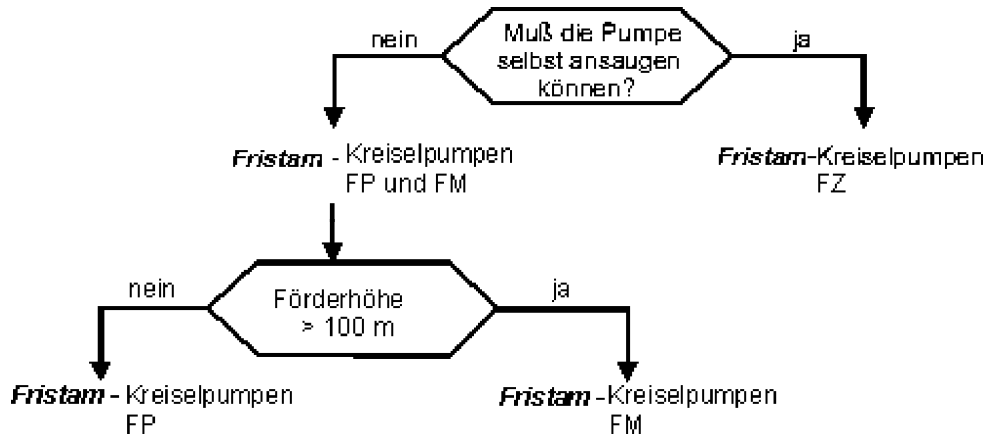 nein
Muß die Pumpe
selbst ansaugen
können?
ja
Fristam - Kreiselpumpen
FP und FM
Fristam-Kreiselpumpen
FZ
nein
Förderhöhe
> 100 m
ja
Fristam - Kreiselpumpen
FP
Fristam - Kreiselpumpen
FM